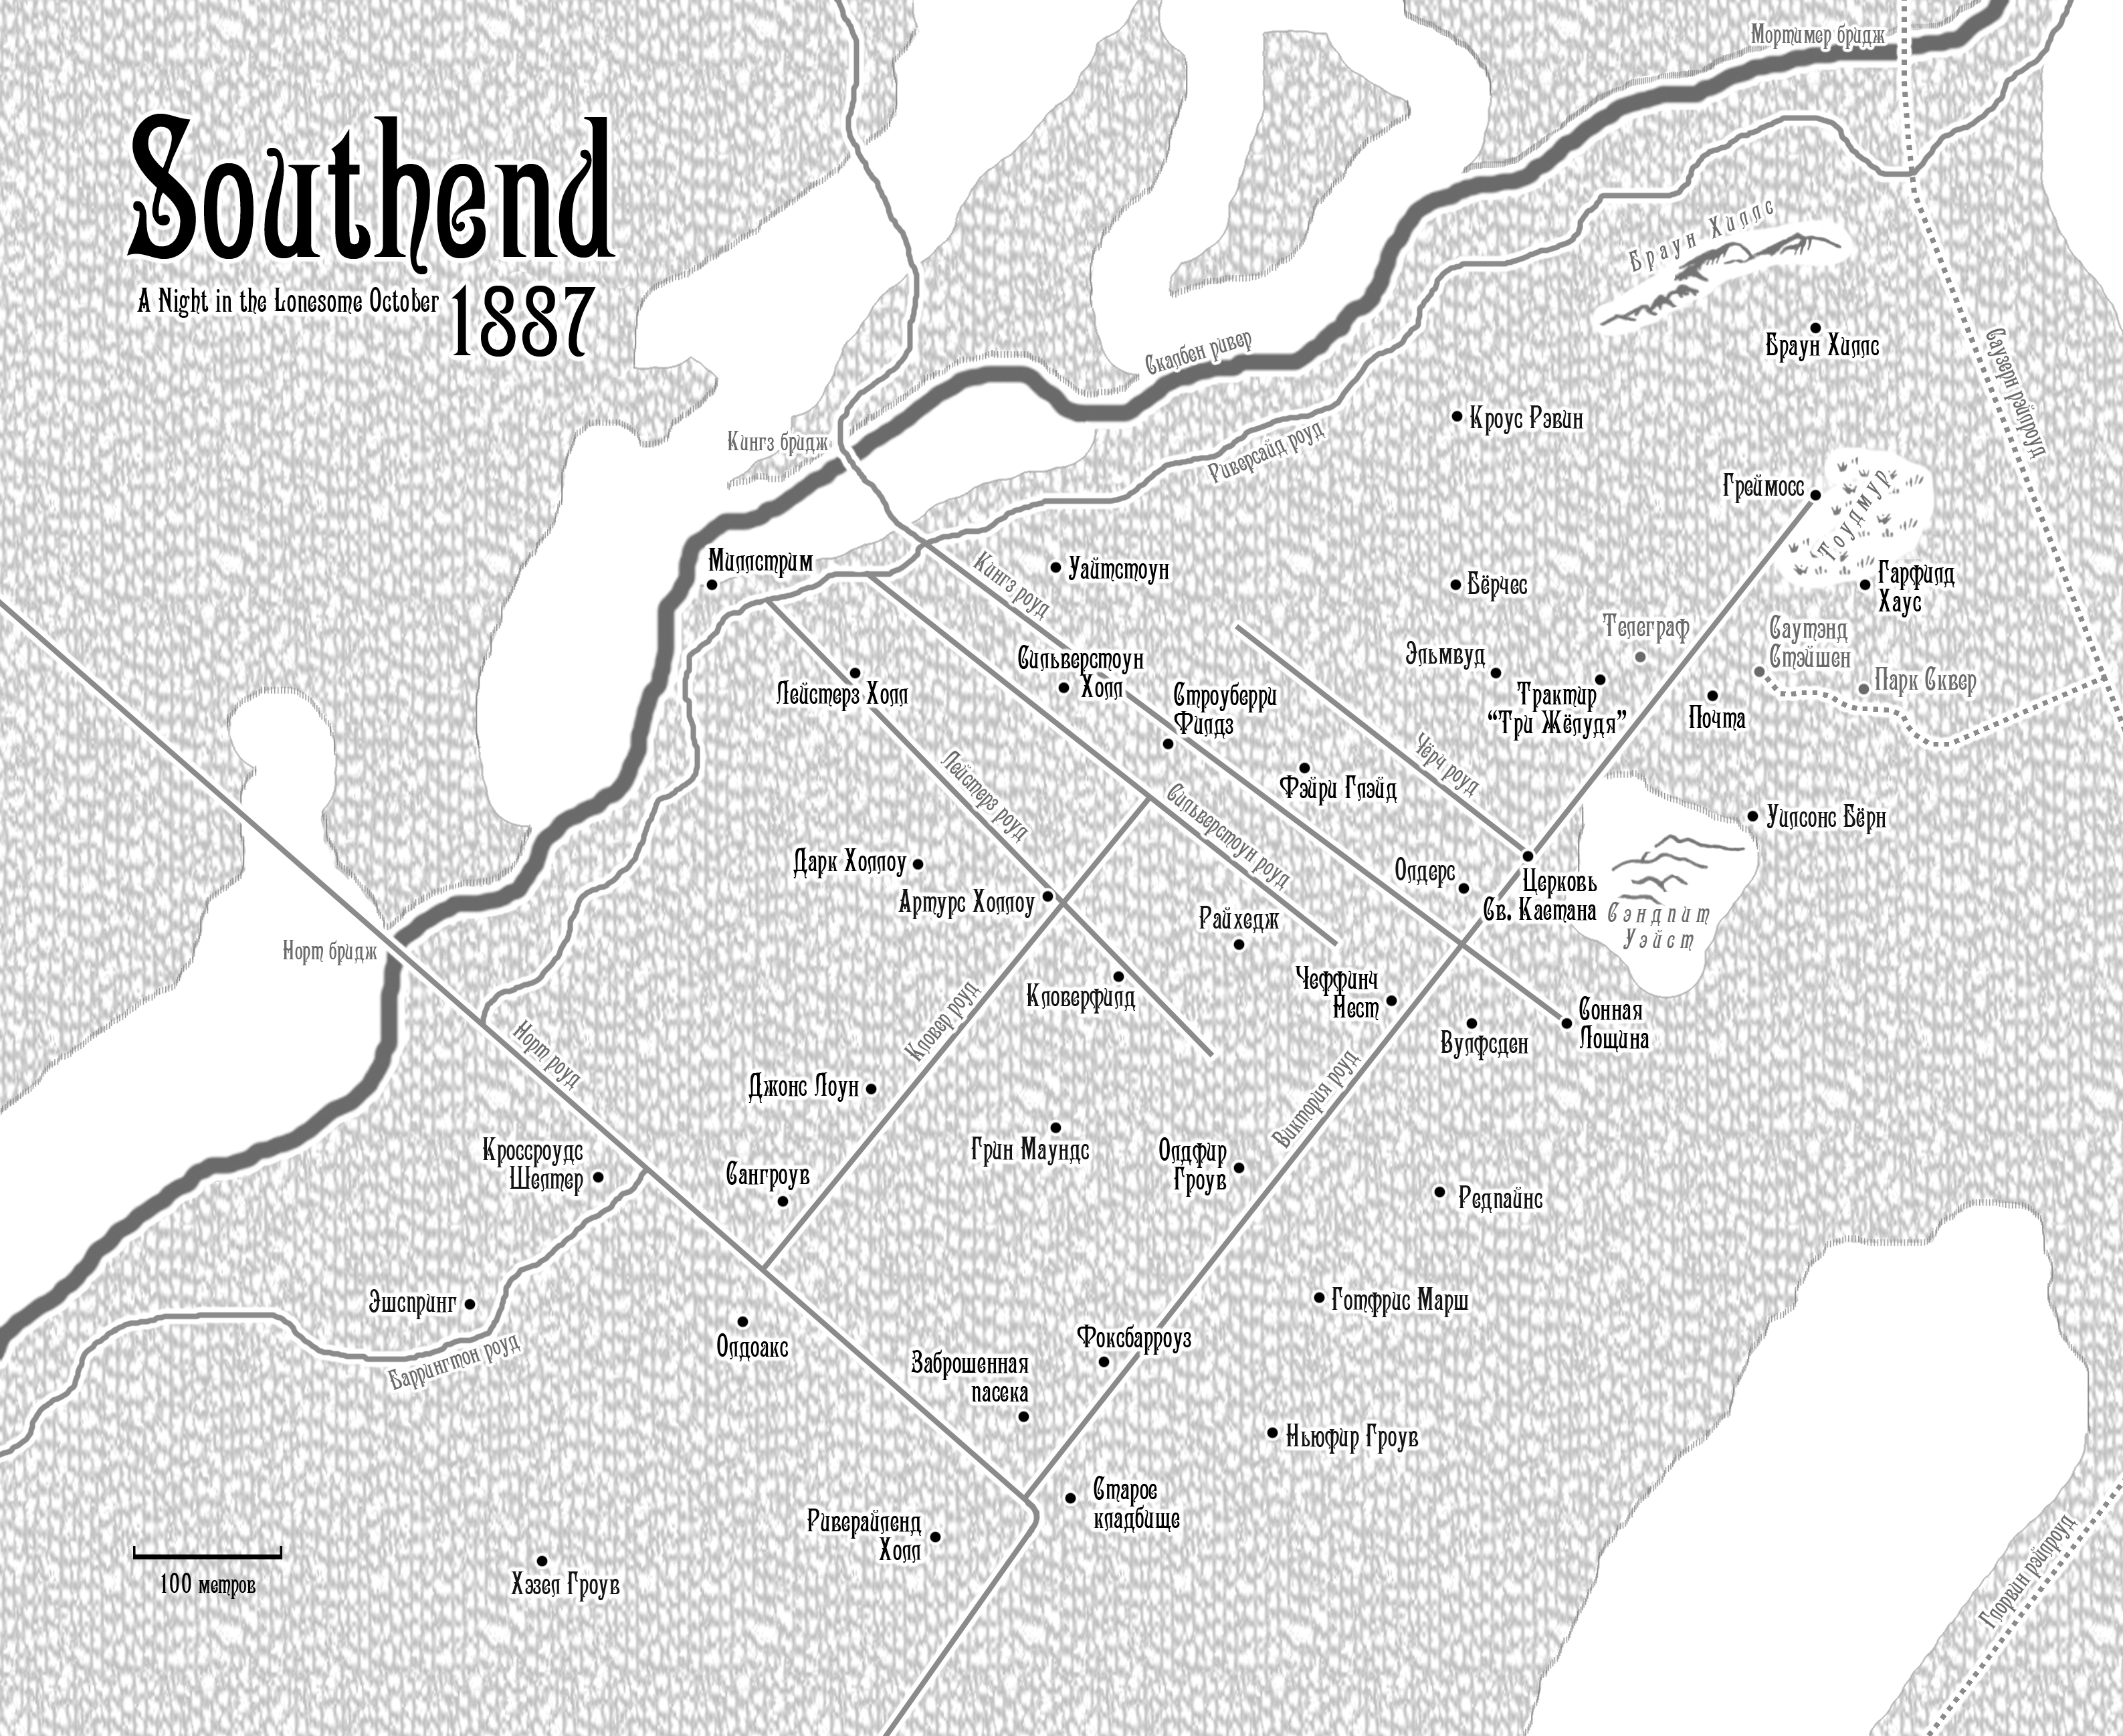 Southend
A Night in the Lonesome October
1887
Мортимер бридж
Браун Хиллс
Браун Хиллс
Саузерн рэйлроуд
Скалбен ривер
Кроус Рэвин
Кингз бридж
Риверсайд роуд
Греймосс
Тоудмур
Миллстрим
Кингз роуд
Уайтстоун
Бёрчес
Гарфилд
Хаус
Телеграф
Саутэнд
Стэйшен
Эльмвуд
Сильверстоун
Холл
Парк Сквер
Лейстерз Холл
Строуберри
Филдз
Трактир
“Три Жёлудя”
Почта
Чёрч роуд
Фэйри Глэйд
Лейстерз роуд
Сильверстоун роуд
Уилсонс Бёрн
Дарк Холлоу
Олдерс
Церковь
Св. Кастана
Артурс Холлоу
Райхедж
Сэндпит
Уэйст
Норт бридж
Чеффинч
Нест
Кловерфилд
Сонная
Лощина
Кловер роуд
Норт роуд
Вулфсден
Виктория роуд
Джонс Лоун
Кроссроудс
Шелтер
Грин Маундс
Олдфир
Гроув
Сангроув
Редпайнс
Эшспринг
Готфрис Марш
Баррингтон роуд
Олдоакс
Фоксбарроуз
Заброшенная
пасека
Ньюфир Гроув
Старое
кладбище
Риверайленд
Холл
Глорвин рэйлроуд
100 метров
Хэзел Гроув